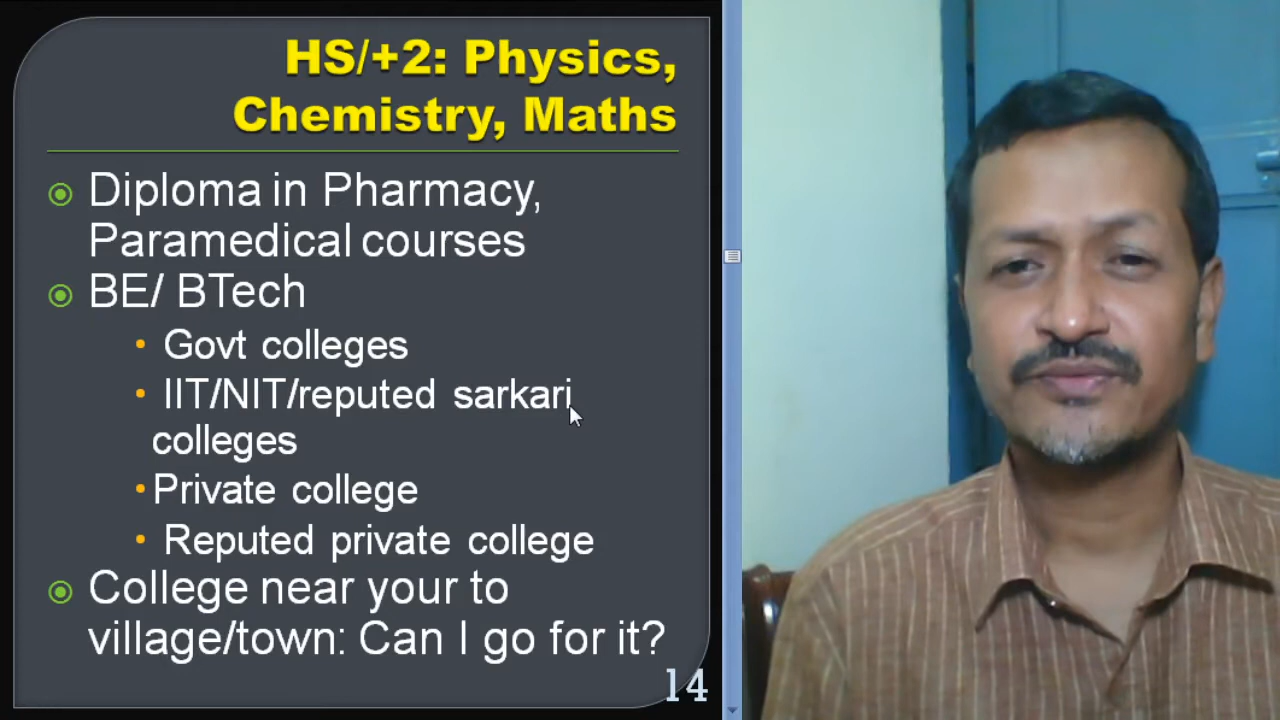 HS/+2: Physics,
Chemistry, Maths
Diploma in Pharmacy,
Paramedical courses
BE/ BTech
Govt colleges
IIT/NIT/reputed sarkari
colleges
Private college
Reputed private college
College near your to
village/town: Can I go for it?
14